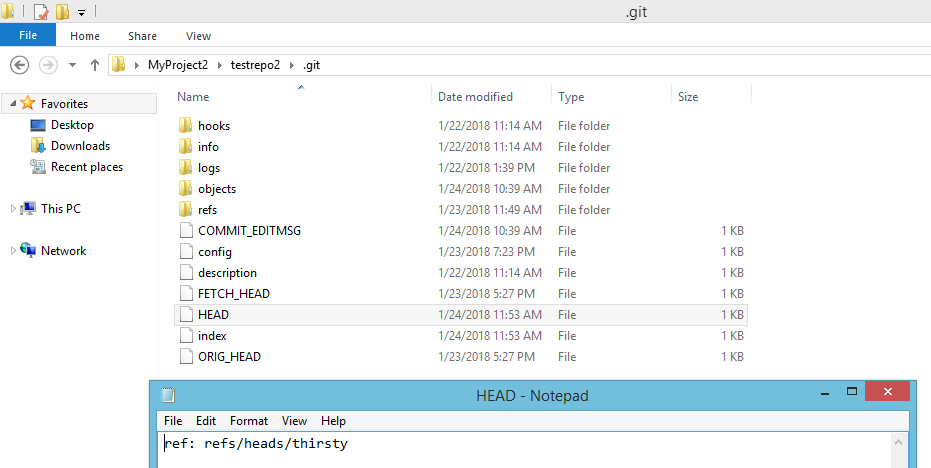 .git
File Home Share View
MyProject2 testrepo2 .git
Name Date modified Type Size
Favorites
Desktop
Downloads
Recent places
This PC
Network
hooks 1/22/2018 11:14 AM File folder
info 1/22/2018 11:14 AM File folder
logs 1/22/2018 1:39 PM File folder
objects 1/24/2018 10:39 AM File folder
refs 1/23/2018 11:49 AM File folder
COMMIT_EDITMSG 1/24/2018 10:39 AM File 1 KB
config 1/23/2018 7:23 PM File 1 KB
description 1/22/2018 11:14 AM File 1 KB
FETCH_HEAD 1/23/2018 5:27 PM File 1 KB
HEAD 1/24/2018 11:53 AM File 1 KB
index 1/24/2018 11:53 AM File 1 KB
ORIG_HEAD 1/23/2018 5:27 PM File 1 KB
HEAD - Notepad
File Edit Format View Help
ref: refs/heads/thirsty